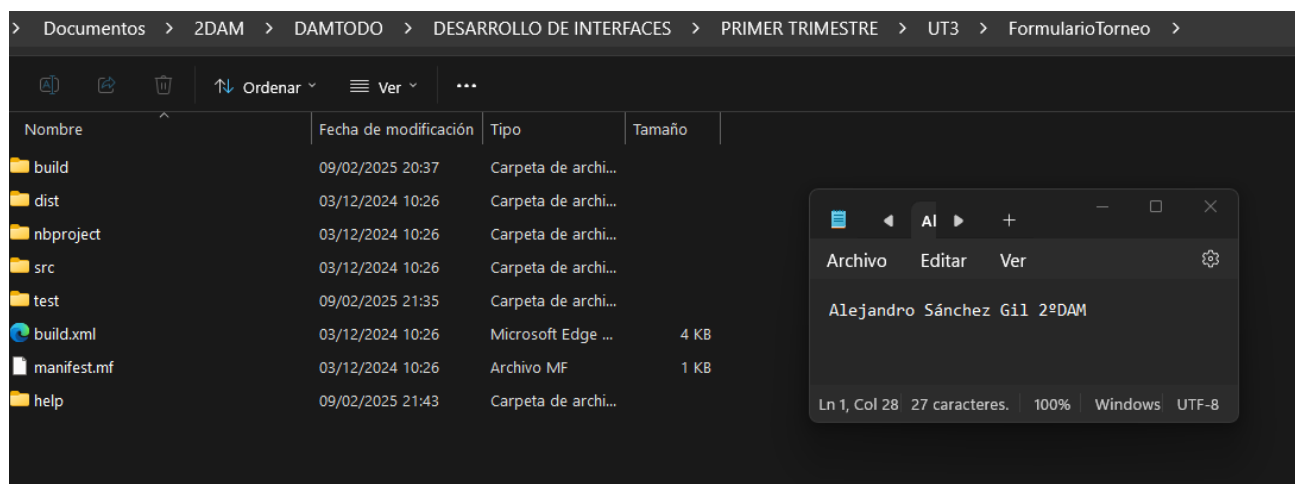 > Documentos > 2DAM > DAMTODO > DESARROLLO DE INTERFACES > PRIMER TRIMESTRE > UT3 > FormularioTorneo >
Ordenar Ver ...
Nombre Fecha de modificación Tipo Tamaño
build 09/02/2025 20:37 Carpeta de archi...
dist 03/12/2024 10:26 Carpeta de archi...
nbproject 03/12/2024 10:26 Carpeta de archi...
src 03/12/2024 10:26 Carpeta de archi...
test 09/02/2025 21:35 Carpeta de archi...
build.xml 03/12/2024 10:26 Microsoft Edge ... 4 KB
manifest.mf 03/12/2024 10:26 Archivo MF 1 KB
help 09/02/2025 21:43 Carpeta de archi...
Al
Archivo Editar Ver
Alejandro Sánchez Gil 2ºDAM
Ln 1, Col 28 27 caracteres. 100% Windows UTF-8